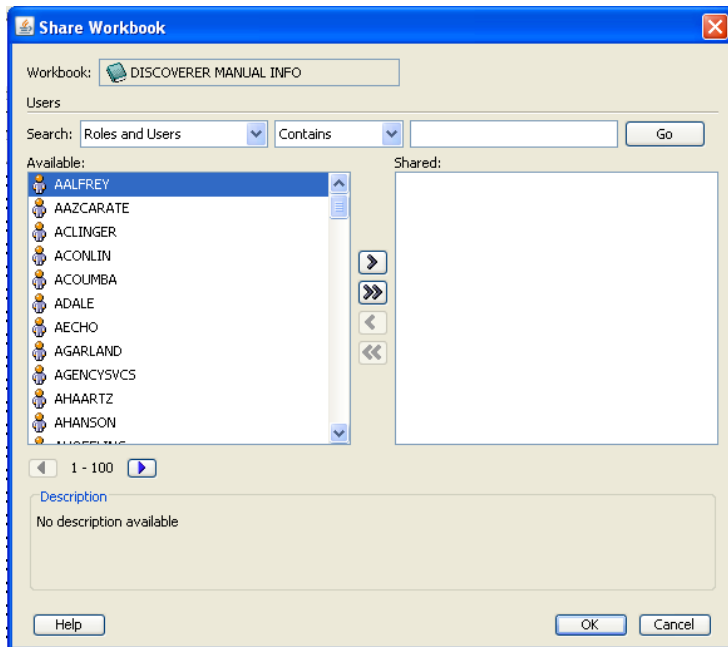 Share Workbook
Workbook: DISCOVERER MANUAL INFO
Users
Search: Roles and Users Contains Go
Available: Shared:
AALFREY
AAZCARATE
ACLINGER
ACONLIN
ACOUMBA
ADALE
AECHO
AGARLAND
AGENCYSVCS
AHAARTZ
AHANSON
1 - 100
Description
No description available
Help OK Cancel